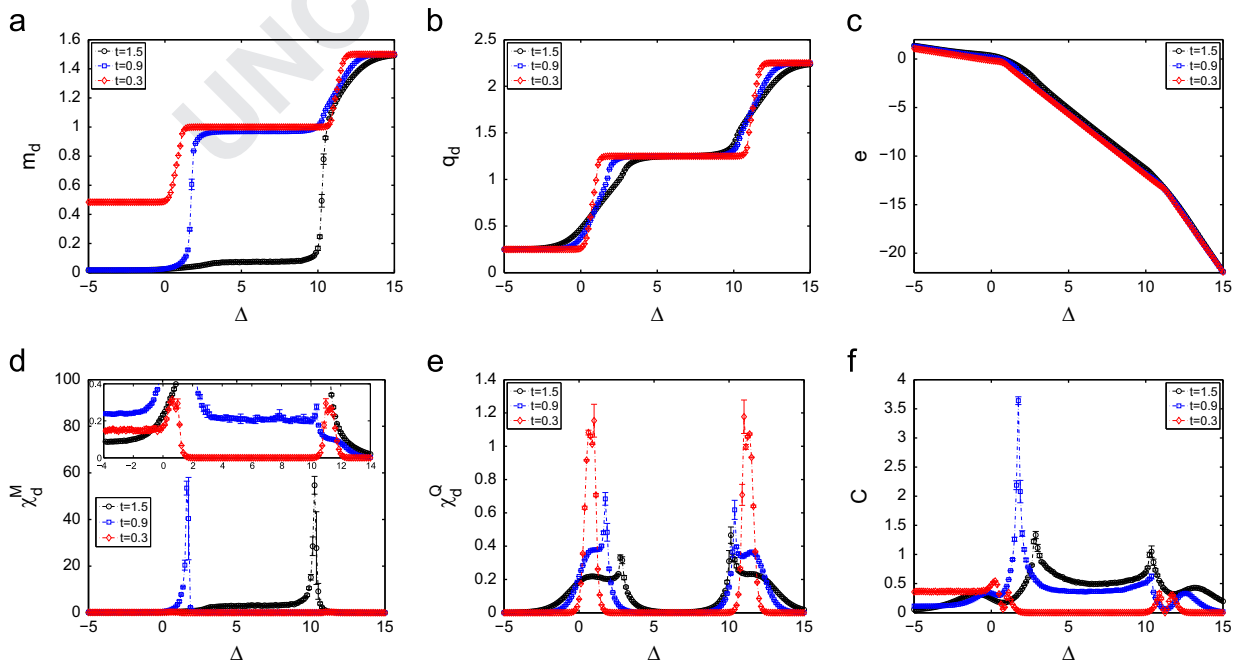 a
1.6
1.4
1.2
1
0.8
0.6
0.4
0.2
0
m_d
t=1.5
t=0.9
t=0.3
UNC
−5 0 5 10 15
Δ
b
2.5
2
1.5
1
0.5
0
q_d
t=1.5
t=0.9
t=0.3
−5 0 5 10 15
Δ
c
0
−5
−10
−15
−20
e
t=1.5
t=0.9
t=0.3
−5 0 5 10 15
Δ
d
100
80
60
40
20
0
χ_d^M
0.4
0.2
0
−4 −2 0 2 4 6 8 10 12 14
t=1.5
t=0.9
t=0.3
−5 0 5 10 15
Δ
e
1.4
1.2
1
0.8
0.6
0.4
0.2
0
χ_d^Q
t=1.5
t=0.9
t=0.3
−5 0 5 10 15
Δ
f
4
3.5
3
2.5
2
1.5
1
0.5
0
C
t=1.5
t=0.9
t=0.3
−5 0 5 10 15
Δ